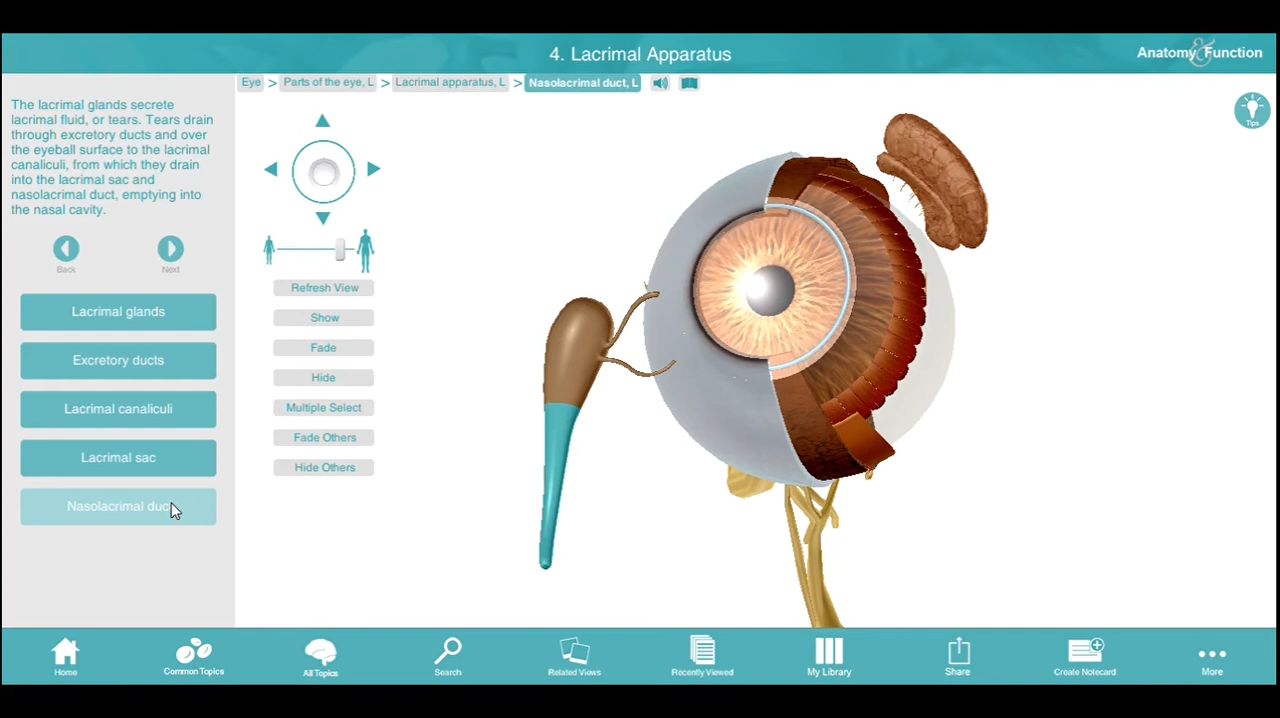 4. Lacrimal Apparatus
Anatomy & Function
Eye > Parts of the eye, L > Lacrimal apparatus, L > Nasolacrimal duct, L
The lacrimal glands secrete
lacrimal fluid, or tears. Tears drain
through excretory ducts and over
the eyeball surface to the lacrimal
canaliculi, from which they drain
into the lacrimal sac and
nasolacrimal duct, emptying into
the nasal cavity.
Tips
Back
Next
Lacrimal glands
Excretory ducts
Lacrimal canaliculi
Lacrimal sac
Nasolacrimal duct
Refresh View
Show
Fade
Hide
Multiple Select
Fade Others
Hide Others
Home
Common Topics
All Topics
Search
Related Views
Recently Viewed
My Library
Share
Create Notecard
More